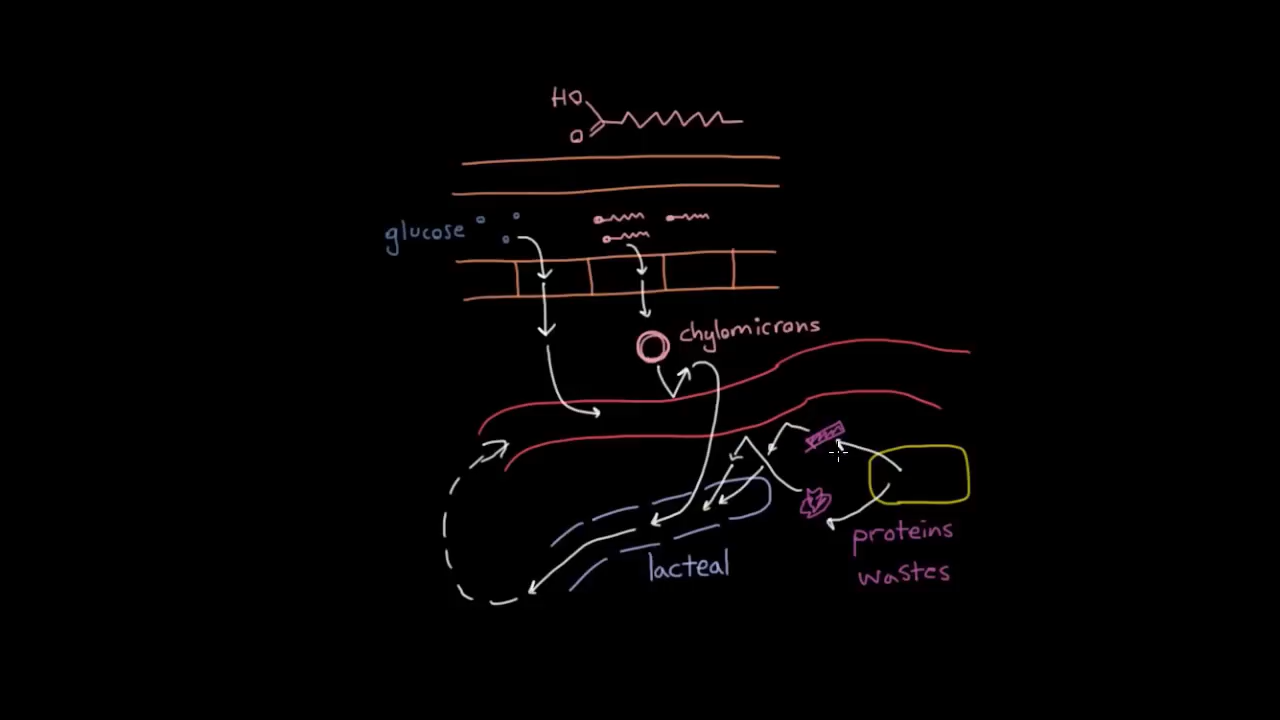 HO
O
glucose
chylomicrons
lacteal
proteins
wastes